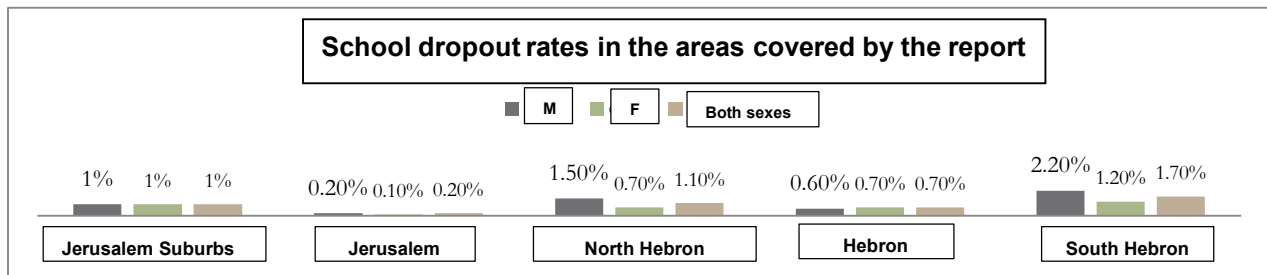 School dropout rates in the areas covered by the report
M F Both sexes
1% 1% 1% 0.20% 0.10% 0.20% 1.50% 0.70% 1.10% 0.60% 0.70% 0.70% 2.20% 1.20% 1.70%
Jerusalem Suburbs Jerusalem North Hebron Hebron South Hebron